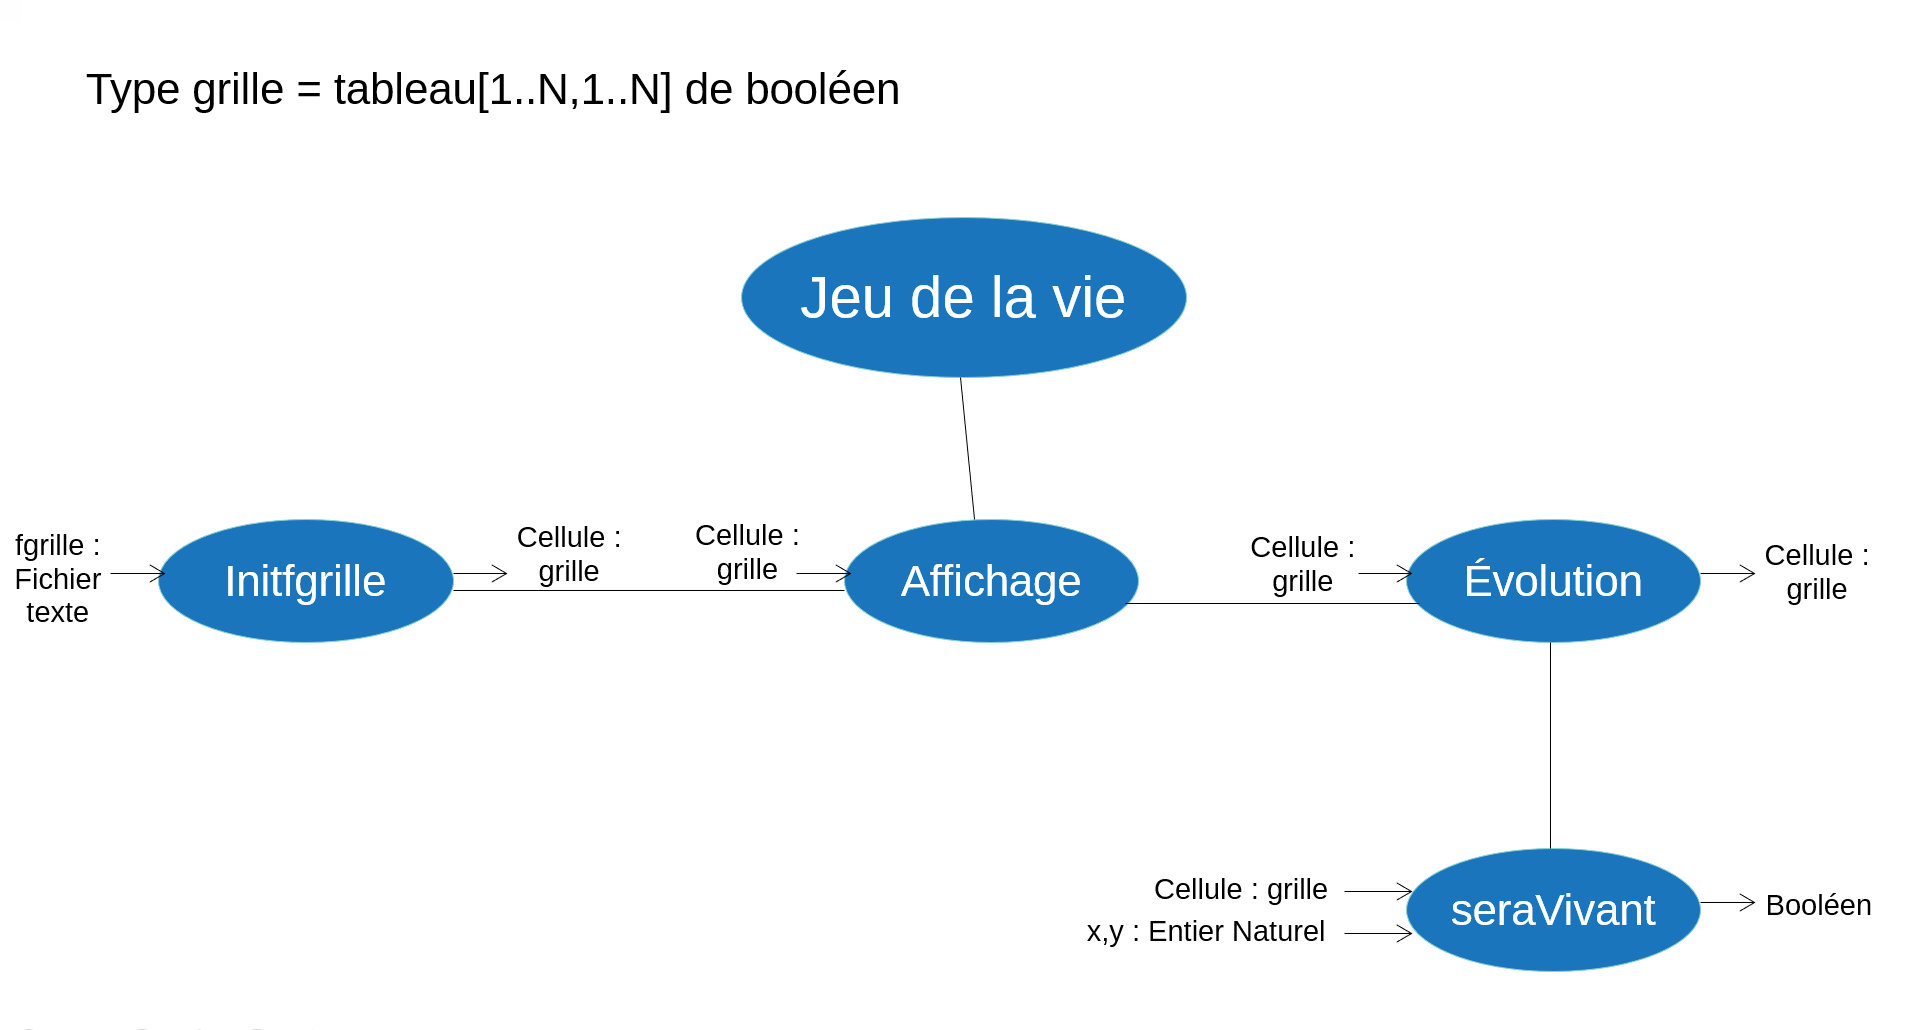 Type grille = tableau[1..N,1..N] de booléen
Jeu de la vie
fgrille :
Fichier
texte
Initfgrille
Cellule :
grille
Cellule :
grille
Affichage
Cellule :
grille
Évolution
Cellule :
grille
Cellule : grille
x,y : Entier Naturel
seraVivant
Booléen